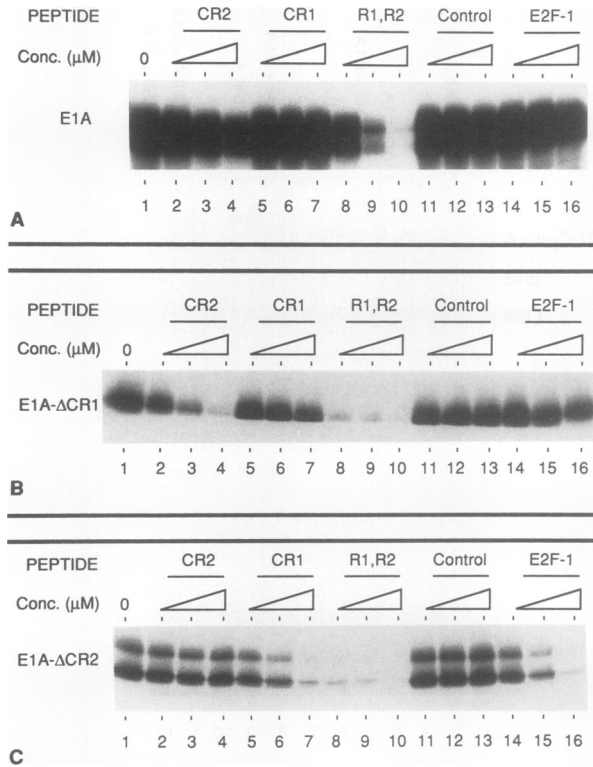 PEPTIDE CR2 CR1 R1,R2 Control E2F-1
Conc. (μM) 0
E1A
1 2 3 4 5 6 7 8 9 10 11 12 13 14 15 16
A
PEPTIDE CR2 CR1 R1,R2 Control E2F-1
Conc. (μM) 0
E1A-ΔCR1
1 2 3 4 5 6 7 8 9 10 11 12 13 14 15 16
B
PEPTIDE CR2 CR1 R1,R2 Control E2F-1
Conc. (μM) 0
E1A-ΔCR2
1 2 3 4 5 6 7 8 9 10 11 12 13 14 15 16
C